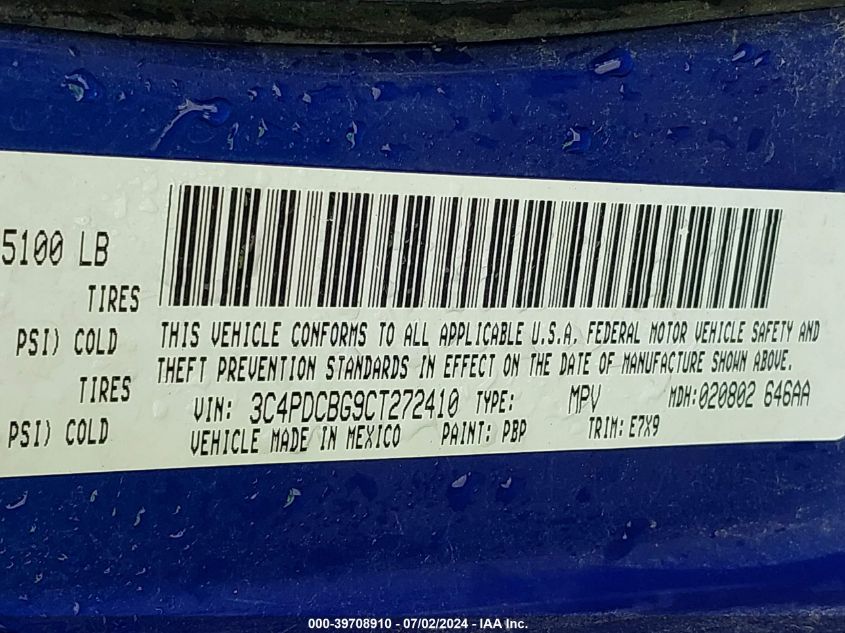 5100 LB
TIRES
PSI) COLD
TIRES
PSI) COLD
THIS VEHICLE CONFORMS TO ALL APPLICABLE U.S.A. FEDERAL MOTOR VEHICLE SAFETY AND
THEFT PREVENTION STANDARDS IN EFFECT ON THE DATE OF MANUFACTURE SHOWN ABOVE.
VIN: 3C4PDCBG9CT272410 TYPE: MPV MDH:020802 646AA
VEHICLE MADE IN MEXICO PAINT: PBP TRIM: E7X9
000-39708910 - 07/02/2024 - IAA Inc.